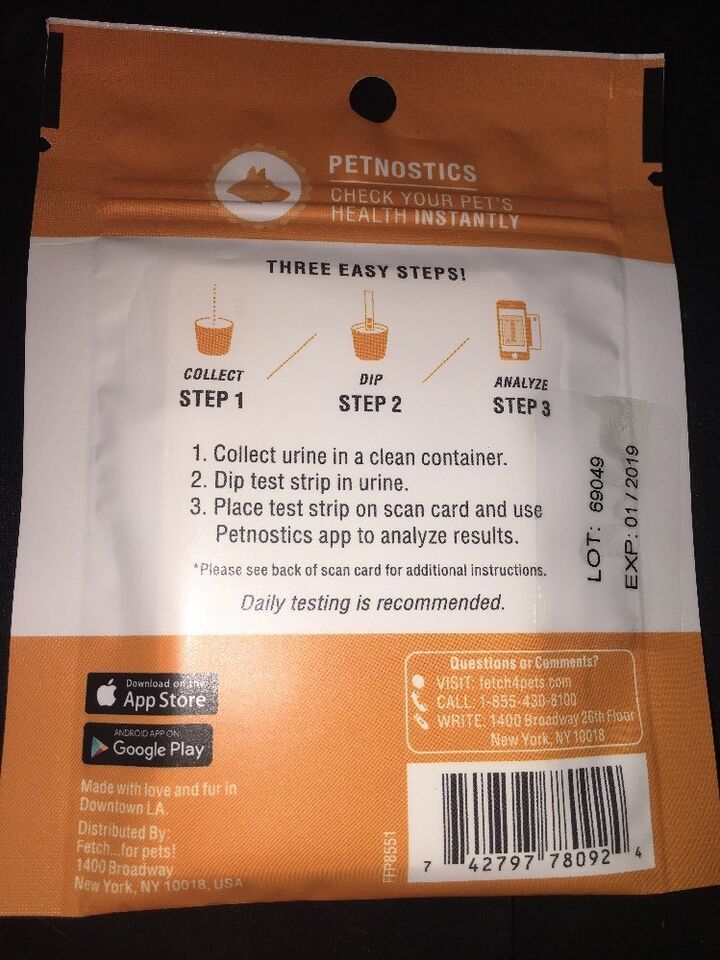 PETNOSTICS
CHECK YOUR PET'S
HEALTH INSTANTLY
THREE EASY STEPS!
COLLECT
STEP 1
DIP
STEP 2
ANALYZE
STEP 3
1. Collect urine in a clean container.
2. Dip test strip in urine.
3. Place test strip on scan card and use
Petnostics app to analyze results.
*Please see back of scan card for additional instructions.
Daily testing is recommended.
LOT: 69049
EXP: 01/2019
Download on the
App Store
ANDROID APP ON
Google Play
Made with love and fur in
Downtown LA.
Distributed By:
Fetch...for pets!
1400 Broadway
New York, NY 10018, USA
Questions or Comments?
VISIT: fetch4pets.com
CALL: 1-855-430-8100
WRITE: 1400 Broadway 26th Floor
New York, NY 10018
FFP8551
7 42797 78092 4